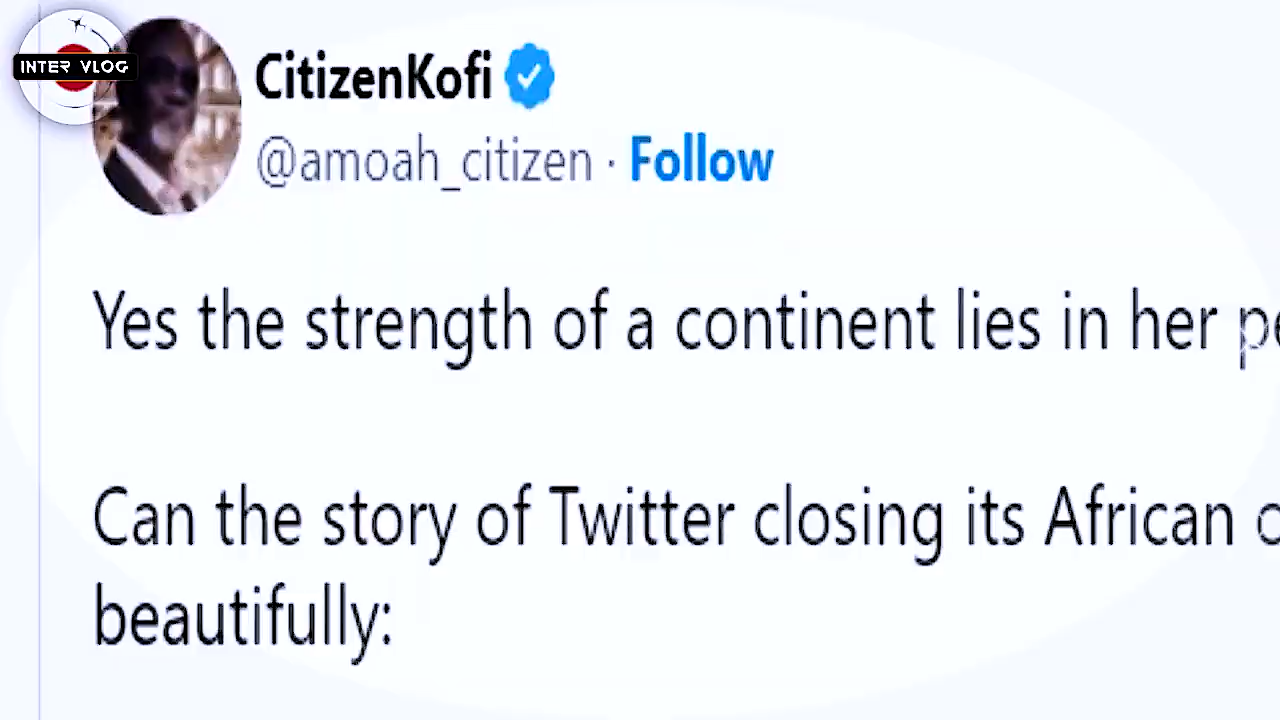 INTER VLOG
CitizenKofi
@amoah_citizen · Follow
Yes the strength of a continent lies in her
Can the story of Twitter closing its African
beautifully: